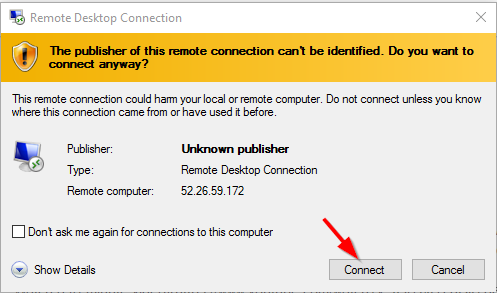 Remote Desktop Connection
The publisher of this remote connection can't be identified. Do you want to
connect anyway?
This remote connection could harm your local or remote computer. Do not connect unless you know
where this connection came from or have used it before.
Publisher: Unknown publisher
Type: Remote Desktop Connection
Remote computer: 52.26.59.172
Don't ask me again for connections to this computer
Show Details Connect Cancel